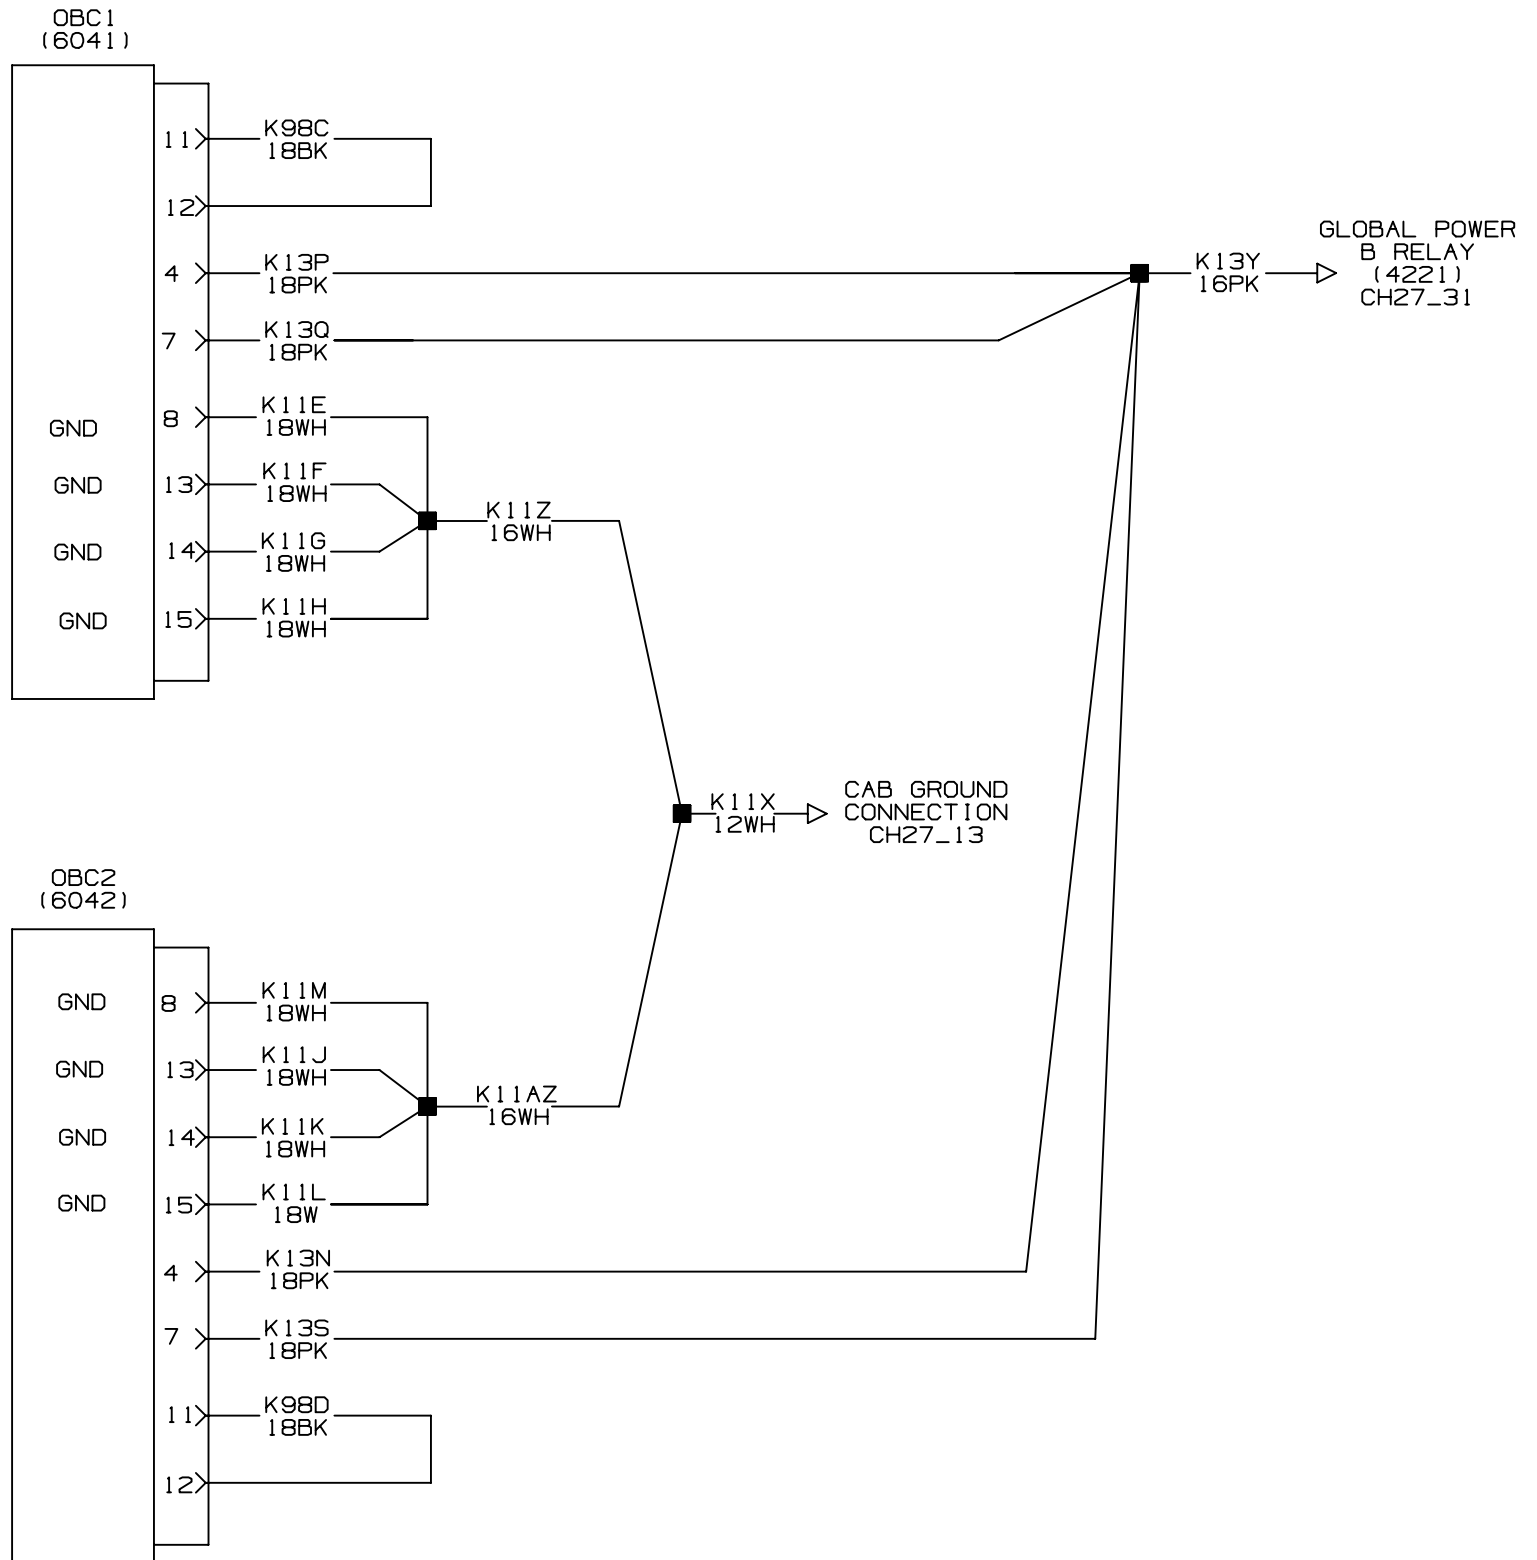 OBC1
(6041)
11
K98C
18BK
12
4
K13P
18PK
7
K13Q
18PK
GND
8
K11E
18WH
GND
13
K11F
18WH
GND
14
K11G
18WH
GND
15
K11H
18WH
K11Z
16WH
K13Y
16PK
GLOBAL POWER
B RELAY
(4221)
CH27_31
K11X
12WH
CAB GROUND
CONNECTION
CH27_13
OBC2
(6042)
GND
8
K11M
18WH
GND
13
K11J
18WH
GND
14
K11K
18WH
GND
15
K11L
18W
K11AZ
16WH
4
K13N
18PK
7
K13S
18PK
11
K98D
18BK
12